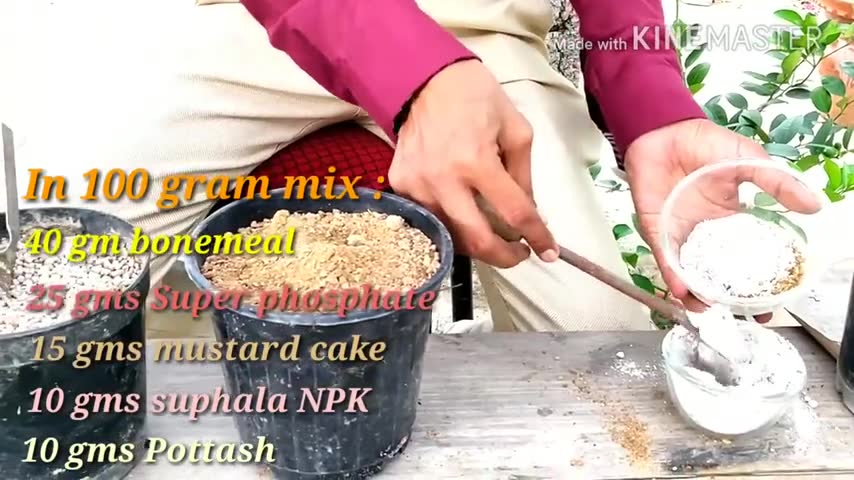 Made with KINEMASTER
In 100 gram mix :
40 gm bonemeal
25 gms Super phosphate
15 gms mustard cake
10 gms suphala NPK
10 gms Pottash